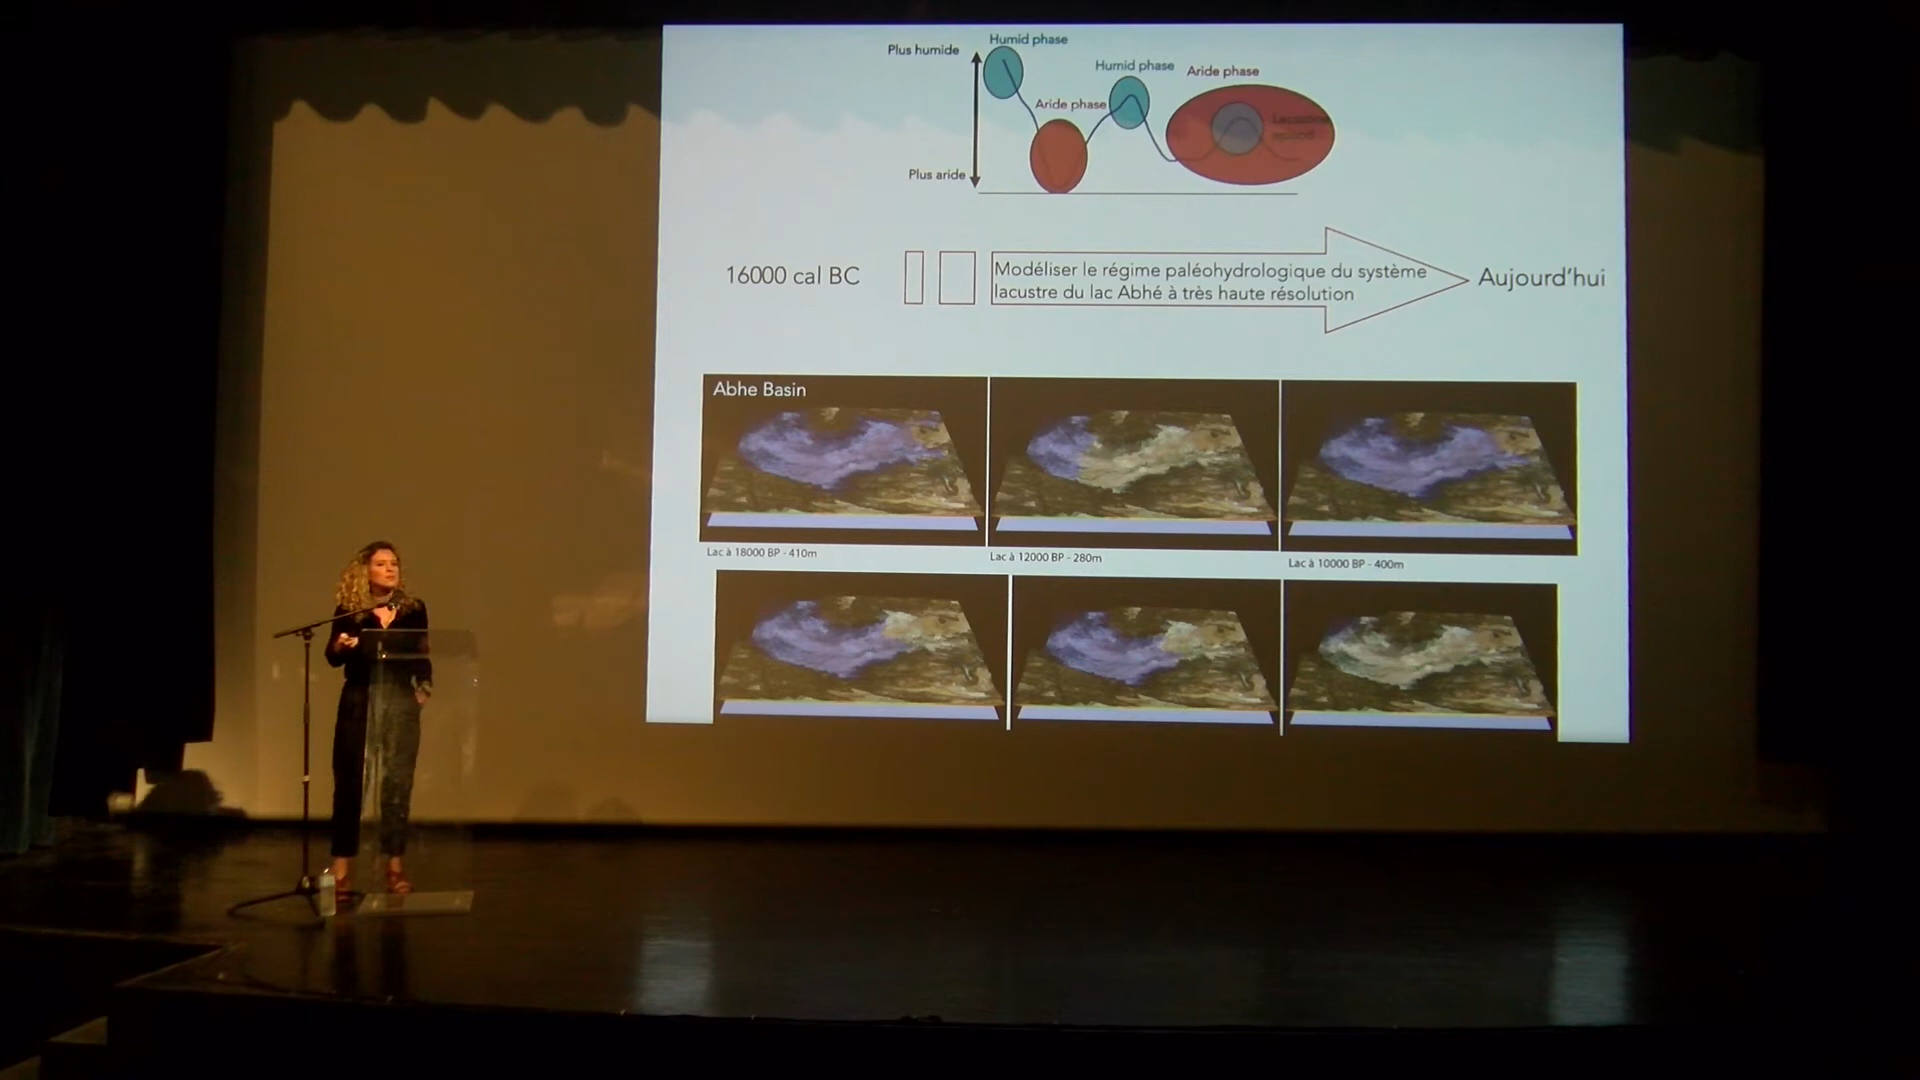 Humid phase
Plus humide
Humid phase
Aride phase
Aride phase
Lacustrine
Plus aride
16000 cal BC
Modéliser le régime paléohydrologique du système
lacustre du lac Abhé à très haute résolution
Aujourd'hui
Abhe Basin
Lac à 18000 BP - 410m
Lac à 12000 BP - 280m
Lac à 10000 BP - 400m